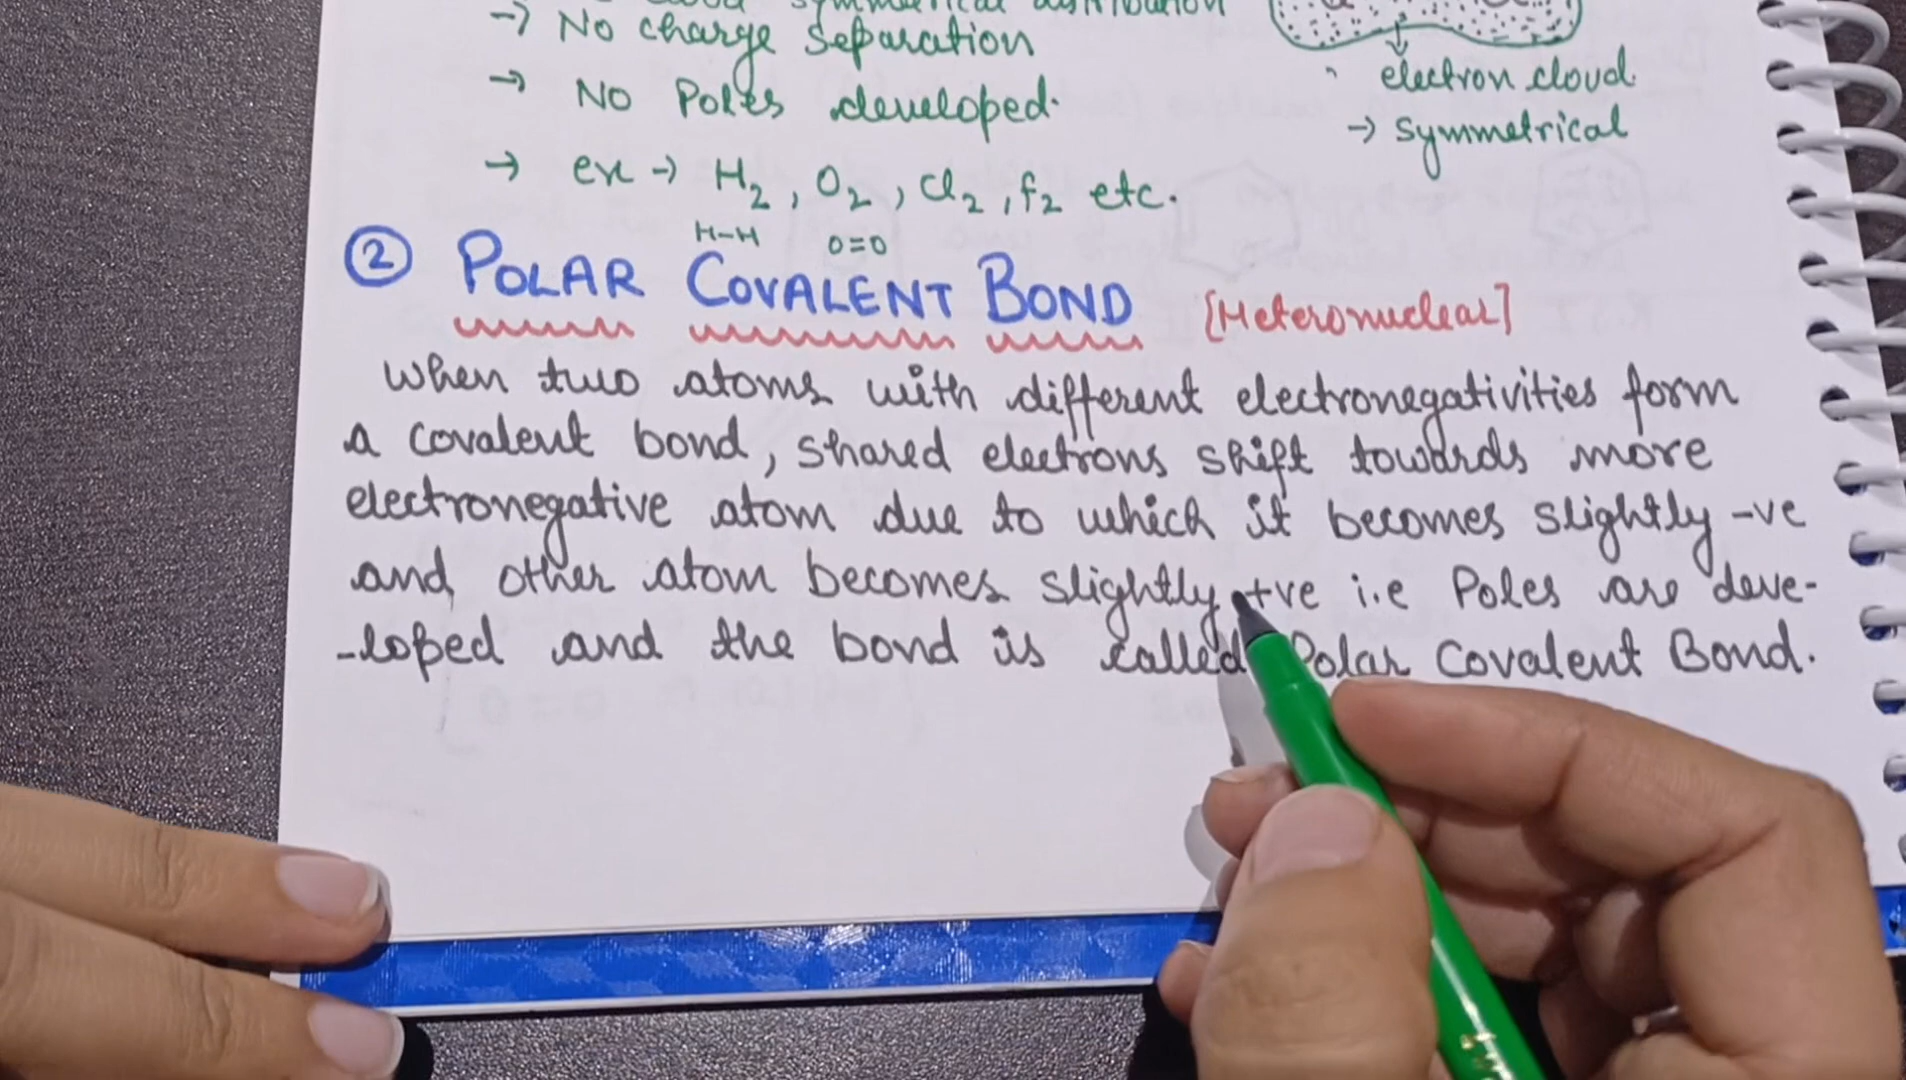 symmetrical distribution
→ No charge separation
→ No Poles developed.
electron cloud
→ symmetrical
→ ex → H2, O2, Cl2, f2 etc.
H-H O=O
② POLAR COVALENT BOND [Heteronuclear]
When two atoms with different electronegativities form
a covalent bond, shared electrons shift towards more
electronegative atom due to which it becomes slightly -ve
and other atom becomes slightly +ve i.e Poles are deve-
-loped and the bond is called Polar Covalent Bond.